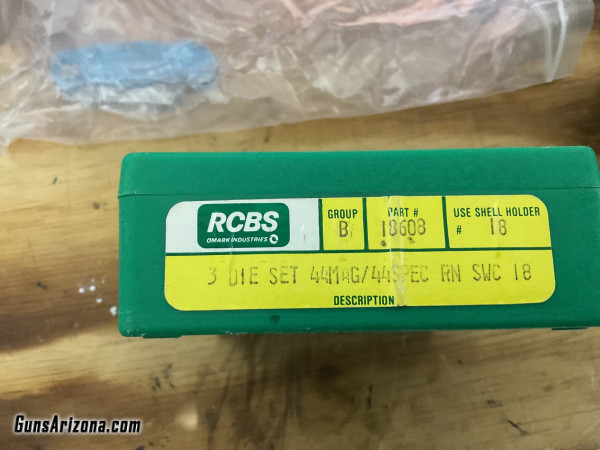 RCBS
OMARK INDUSTRIES
GROUP
B
PART #
18608
USE SHELL HOLDER
# 18
3 DIE SET 44MAG/44SPEC RN SWC 18
DESCRIPTION
GunsArizona.com